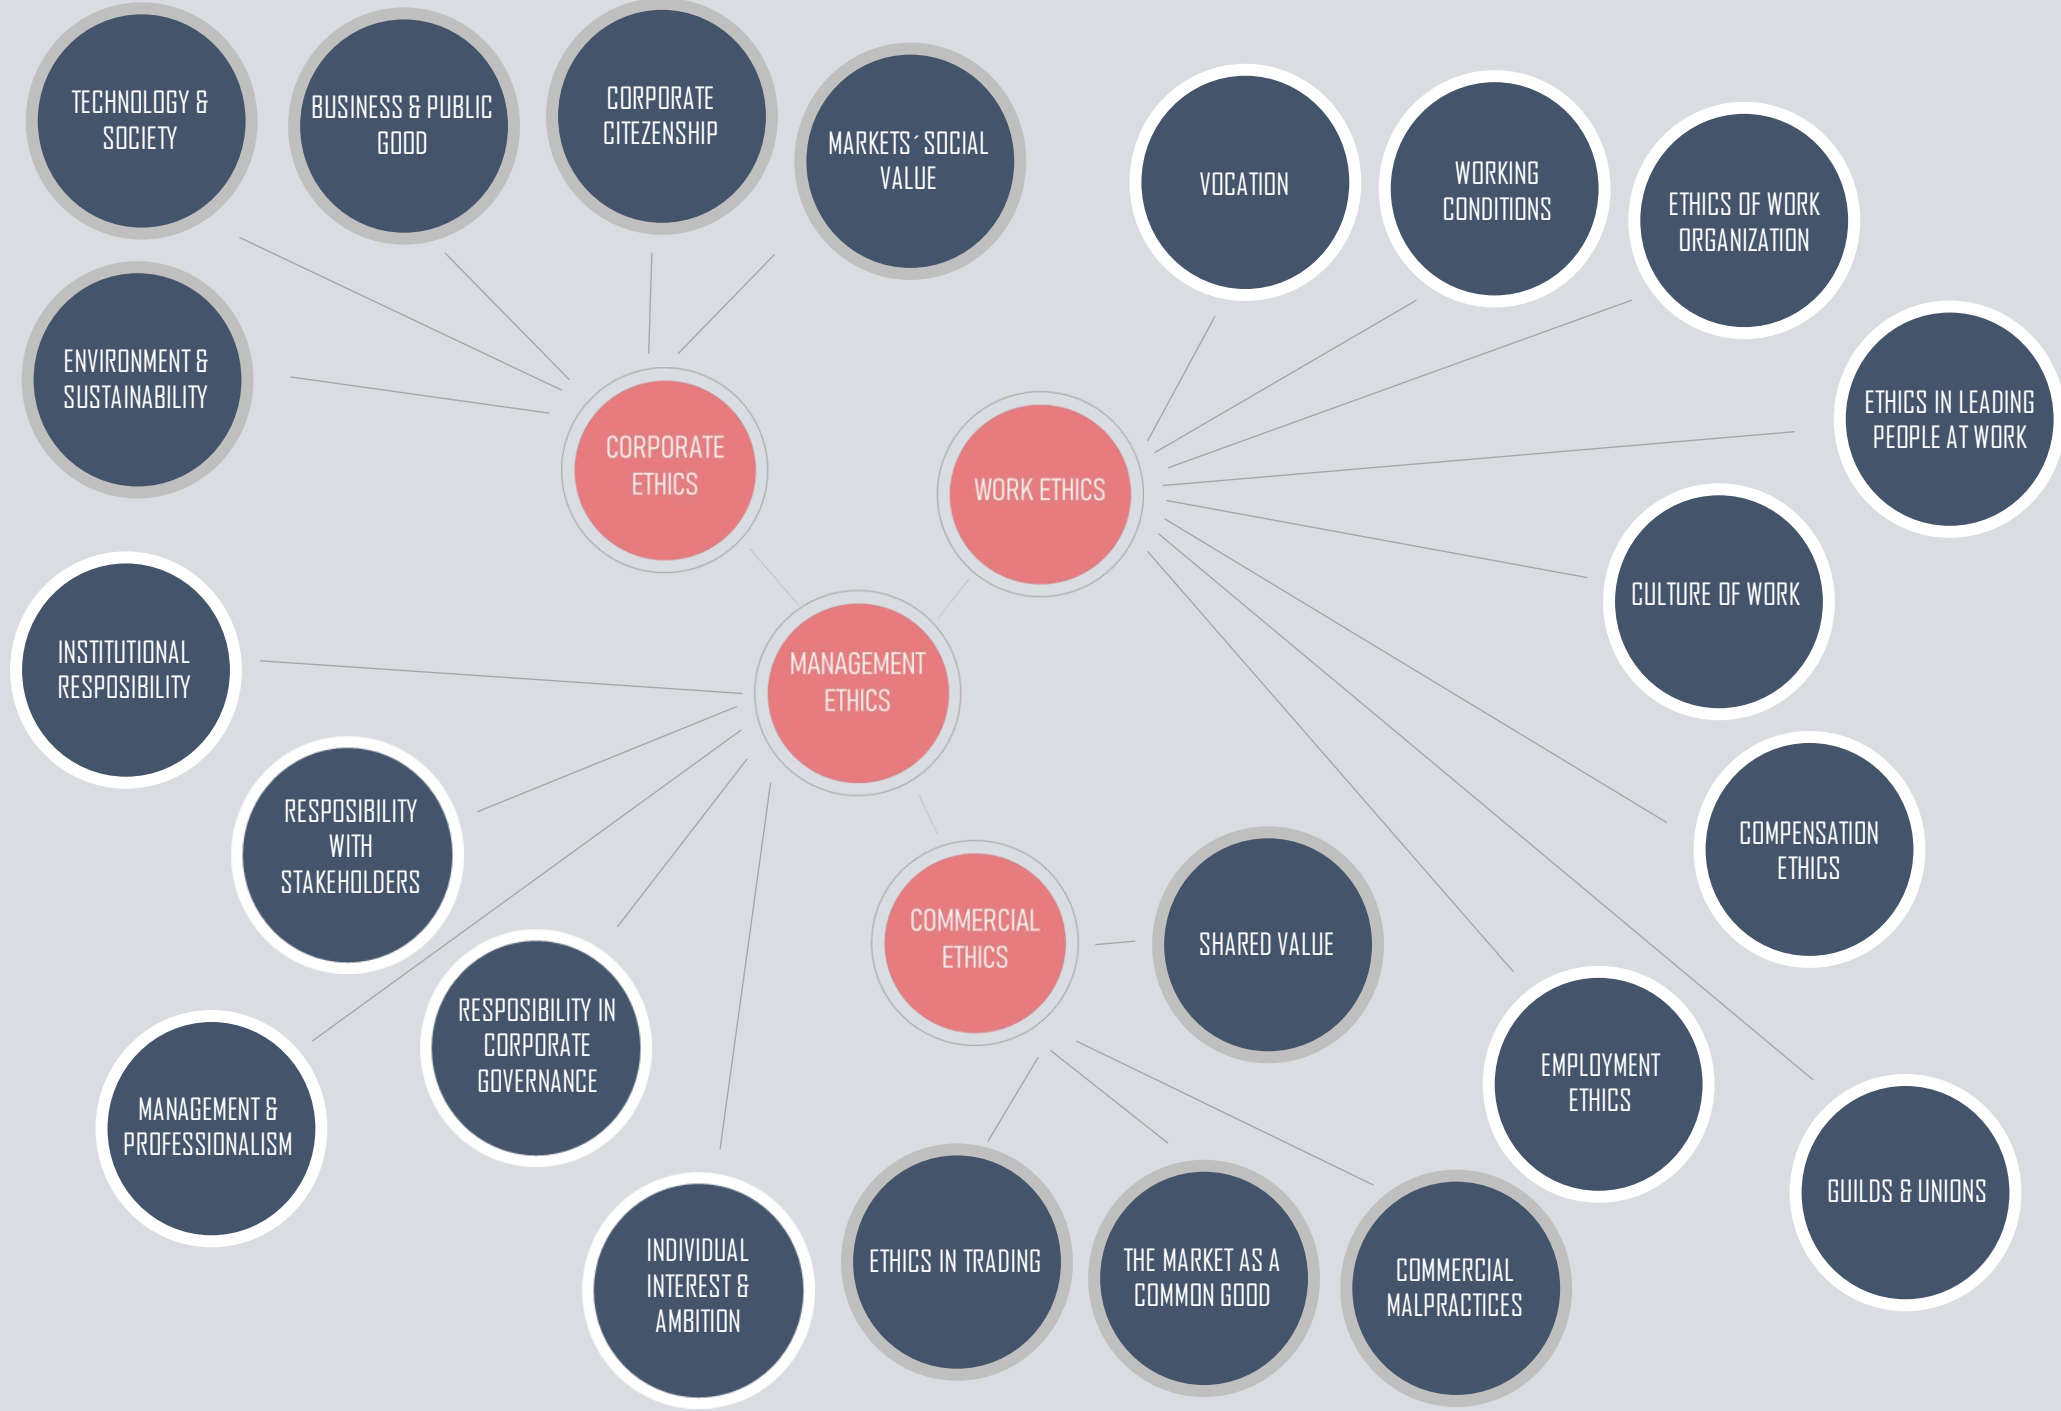 TECHNOLOGY &
SOCIETY
BUSINESS & PUBLIC
GOOD
CORPORATE
CITEZENSHIP
MARKETS´ SOCIAL
VALUE
VOCATION
WORKING
CONDITIONS
ETHICS OF WORK
ORGANIZATION
ENVIRONMENT &
SUSTAINABILITY
ETHICS IN LEADING
PEOPLE AT WORK
CORPORATE
ETHICS
WORK ETHICS
CULTURE OF WORK
INSTITUTIONAL
RESPOSIBILITY
MANAGEMENT
ETHICS
RESPOSIBILITY
WITH
STAKEHOLDERS
COMPENSATION
ETHICS
COMMERCIAL
ETHICS
SHARED VALUE
RESPOSIBILITY IN
CORPORATE
GOVERNANCE
MANAGEMENT &
PROFESSIONALISM
EMPLOYMENT
ETHICS
GUILDS & UNIONS
INDIVIDUAL
INTEREST &
AMBITION
ETHICS IN TRADING
THE MARKET AS A
COMMON GOOD
COMMERCIAL
MALPRACTICES